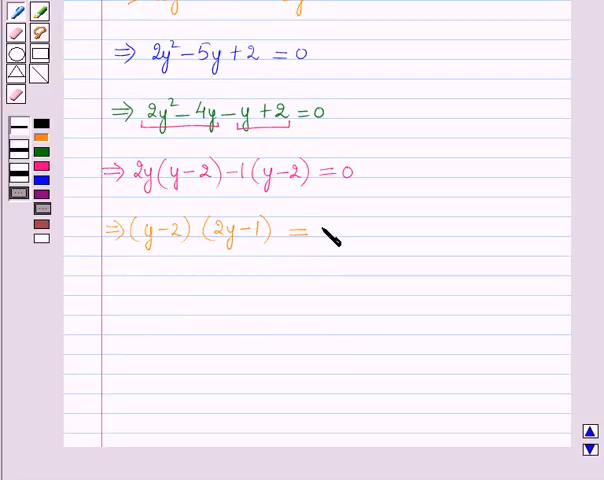 ⇒ 2y² - 5y + 2 = 0
⇒ 2y² - 4y - y + 2 = 0
⇒ 2y(y-2) - 1(y-2) = 0
⇒ (y-2) (2y-1) =